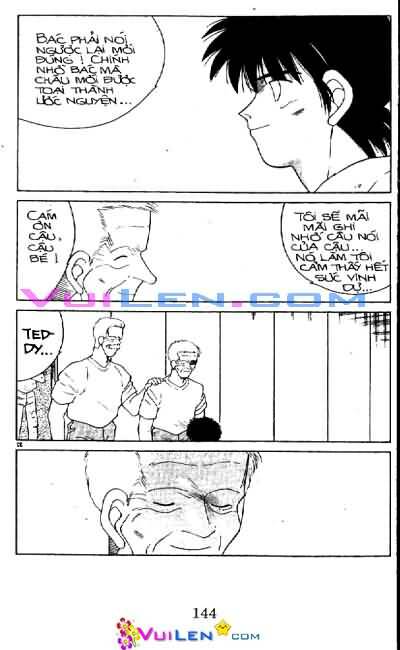 BÁC PHẢI NÓI
NGƯỢC LẠI MỚI
ĐÚNG! CHÍNH
NHỜ BÁC MÀ
CHÁU MỚI ĐƯỢC
TOẠI THÀNH
ƯỚC NGUYỆN...
CÁM
ƠN
CẬU,
CẬU
BÉ!
TÔI SẼ MÃI
MÃI GHI
NHỚ CÂU NÓI
CỦA CẬU...
NÓ LÀM TÔI
CẢM THẤY HẾT
SỨC VINH
DỰ...
VUILEN.COM
TED-
DY...
144
VUILEN.COM